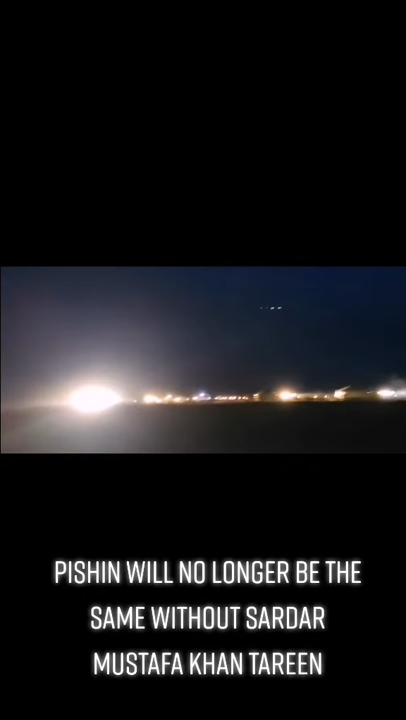 PISHIN WILL NO LONGER BE THE
SAME WITHOUT SARDAR
MUSTAFA KHAN TAREEN